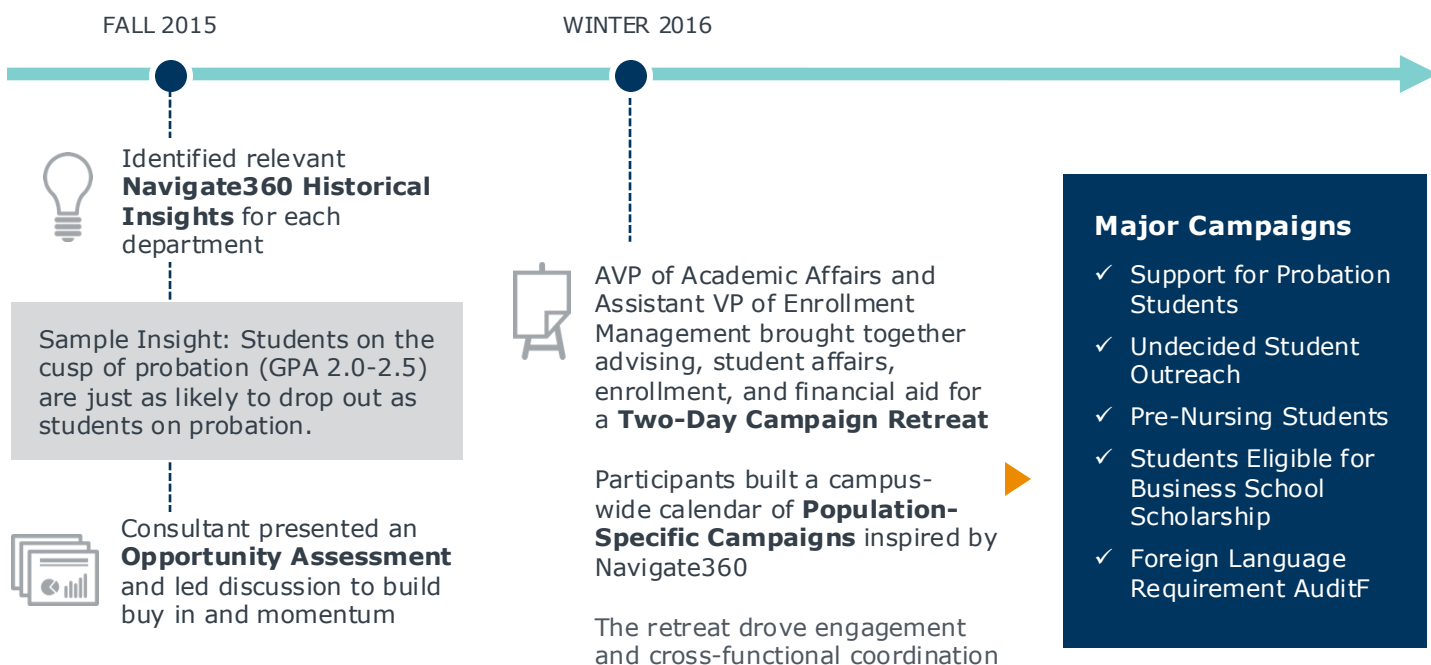 FALL 2015
WINTER 2016
Identified relevant
Navigate360 Historical
Insights for each
department
Sample Insight: Students on the
cusp of probation (GPA 2.0-2.5)
are just as likely to drop out as
students on probation.
Consultant presented an
Opportunity Assessment
and led discussion to build
buy in and momentum
AVP of Academic Affairs and
Assistant VP of Enrollment
Management brought together
advising, student affairs,
enrollment, and financial aid for
a Two-Day Campaign Retreat
Participants built a campus-
wide calendar of Population-
Specific Campaigns inspired by
Navigate360
The retreat drove engagement
and cross-functional coordination
Major Campaigns
✓ Support for Probation
Students
✓ Undecided Student
Outreach
✓ Pre-Nursing Students
✓ Students Eligible for
Business School
Scholarship
✓ Foreign Language
Requirement AuditF